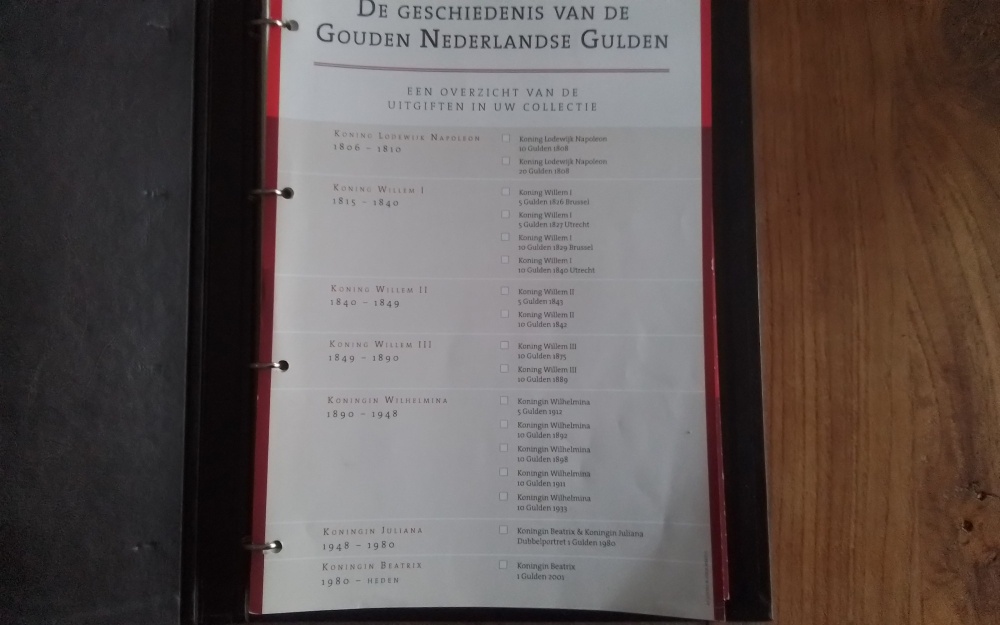 De geschiedenis van de
Gouden Nederlandse Gulden
EEN OVERZICHT VAN DE
UITGIFTEN IN UW COLLECTIE
Koning Lodewijk Napoleon
1806 – 1810
Koning Lodewijk Napoleon
10 Gulden 1808
Koning Lodewijk Napoleon
20 Gulden 1808
Koning Willem I
1815 – 1840
Koning Willem I
5 Gulden 1826 Brussel
Koning Willem I
5 Gulden 1827 Utrecht
Koning Willem I
10 Gulden 1829 Brussel
Koning Willem I
10 Gulden 1840 Utrecht
Koning Willem II
1840 – 1849
Koning Willem II
5 Gulden 1843
Koning Willem II
10 Gulden 1842
Koning Willem III
1849 – 1890
Koning Willem III
10 Gulden 1875
Koning Willem III
10 Gulden 1889
Koningin Wilhelmina
1890 – 1948
Koningin Wilhelmina
5 Gulden 1912
Koningin Wilhelmina
10 Gulden 1892
Koningin Wilhelmina
10 Gulden 1898
Koningin Wilhelmina
10 Gulden 1911
Koningin Wilhelmina
10 Gulden 1933
Koningin Juliana
1948 – 1980
Koningin Beatrix & Koningin Juliana
Dubbelportret 1 Gulden 1980
Koningin Beatrix
1980 – heden
Koningin Beatrix
1 Gulden 2001